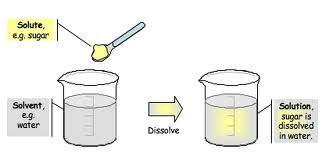 Solute,
e.g. sugar
Solvent,
e.g.
water
Dissolve
Solution,
sugar is
dissolved
in water.